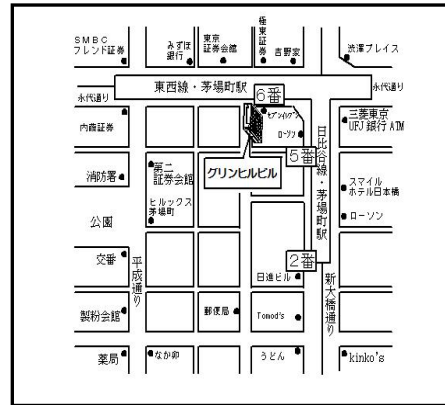 SMBC
フレンド証券
みずほ
銀行
東京
証券会館
極東証券
吉野家
渋澤プレイス
永代通り
東西線・茅場町駅
永代通り
6番
セブンイレブン
ローソン
内藤証券
三菱東京
UFJ銀行ATM
5番
日比谷線・茅場町駅
グリンヒルビル
消防署
第二
証券会館
ヒルックス
茅場町
スマイル
ホテル日本橋
ローソン
公園
交番
平成通り
2番
日進ビル
新大橋通り
製粉会館
郵便局
Tomod's
薬局
なか卯
うどん
kinko's